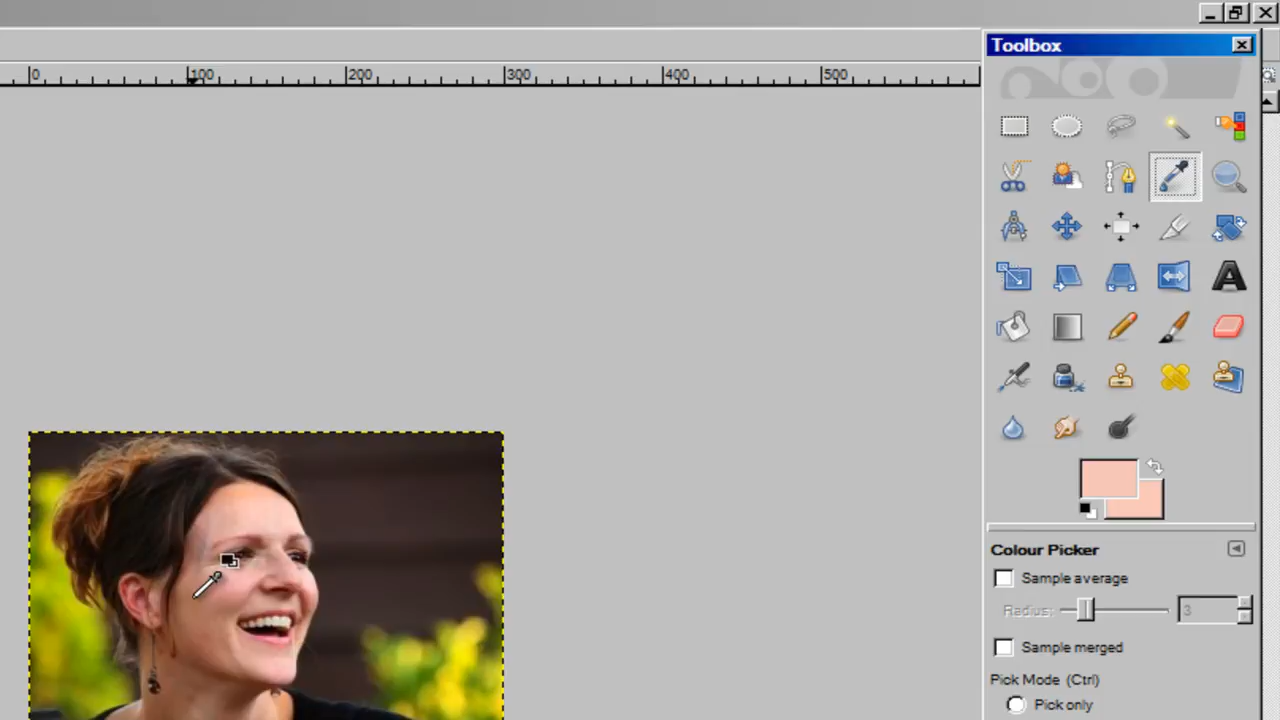 Toolbox
0 100 200 300 400 500
Colour Picker
Sample average
Radius: 3
Sample merged
Pick Mode (Ctrl)
Pick only